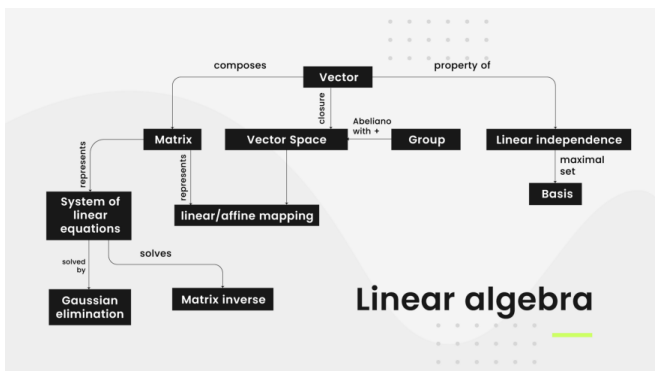 composes
property of
Vector
closure
Abeliano
with +
Matrix
Vector Space
Group
Linear independence
represents
represents
maximal
set
System of
linear
equations
linear/affine mapping
Basis
solved
by
solves
Gaussian
elimination
Matrix inverse
Linear algebra